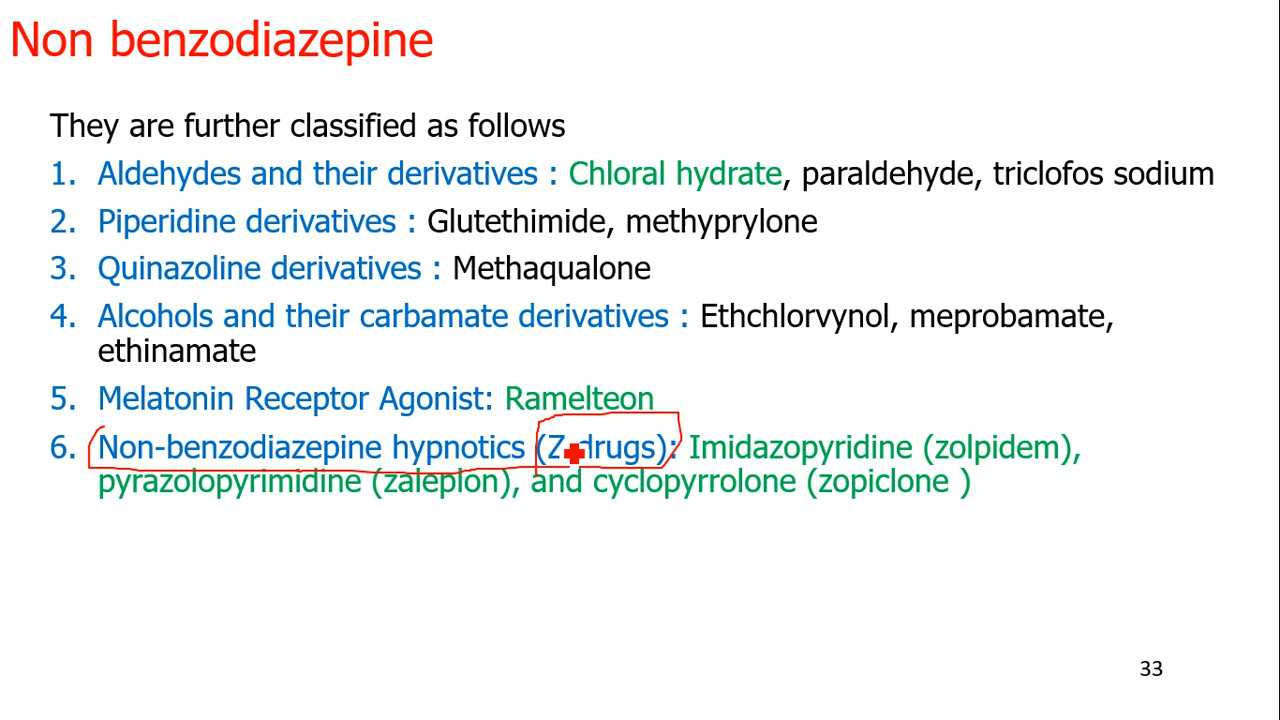 Non benzodiazepine
They are further classified as follows
1. Aldehydes and their derivatives : Chloral hydrate, paraldehyde, triclofos sodium
2. Piperidine derivatives : Glutethimide, methyprylone
3. Quinazoline derivatives : Methaqualone
4. Alcohols and their carbamate derivatives : Ethchlorvynol, meprobamate,
ethinamate
5. Melatonin Receptor Agonist: Ramelteon
6. Non-benzodiazepine hypnotics (Z-drugs): Imidazopyridine (zolpidem),
pyrazolopyrimidine (zaleplon), and cyclopyrrolone (zopiclone )
33